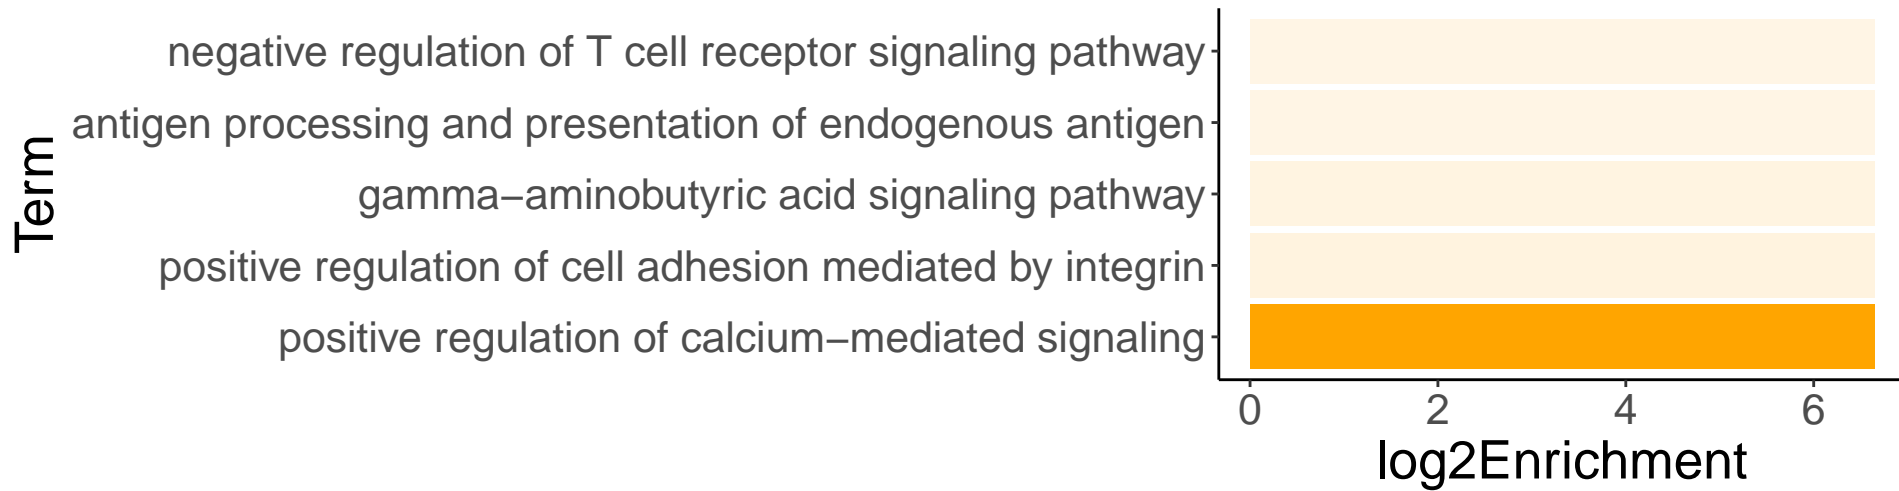 Term
negative regulation of T cell receptor signaling pathway
antigen processing and presentation of endogenous antigen
gamma−aminobutyric acid signaling pathway
positive regulation of cell adhesion mediated by integrin
positive regulation of calcium−mediated signaling
0 2 4 6
log2Enrichment